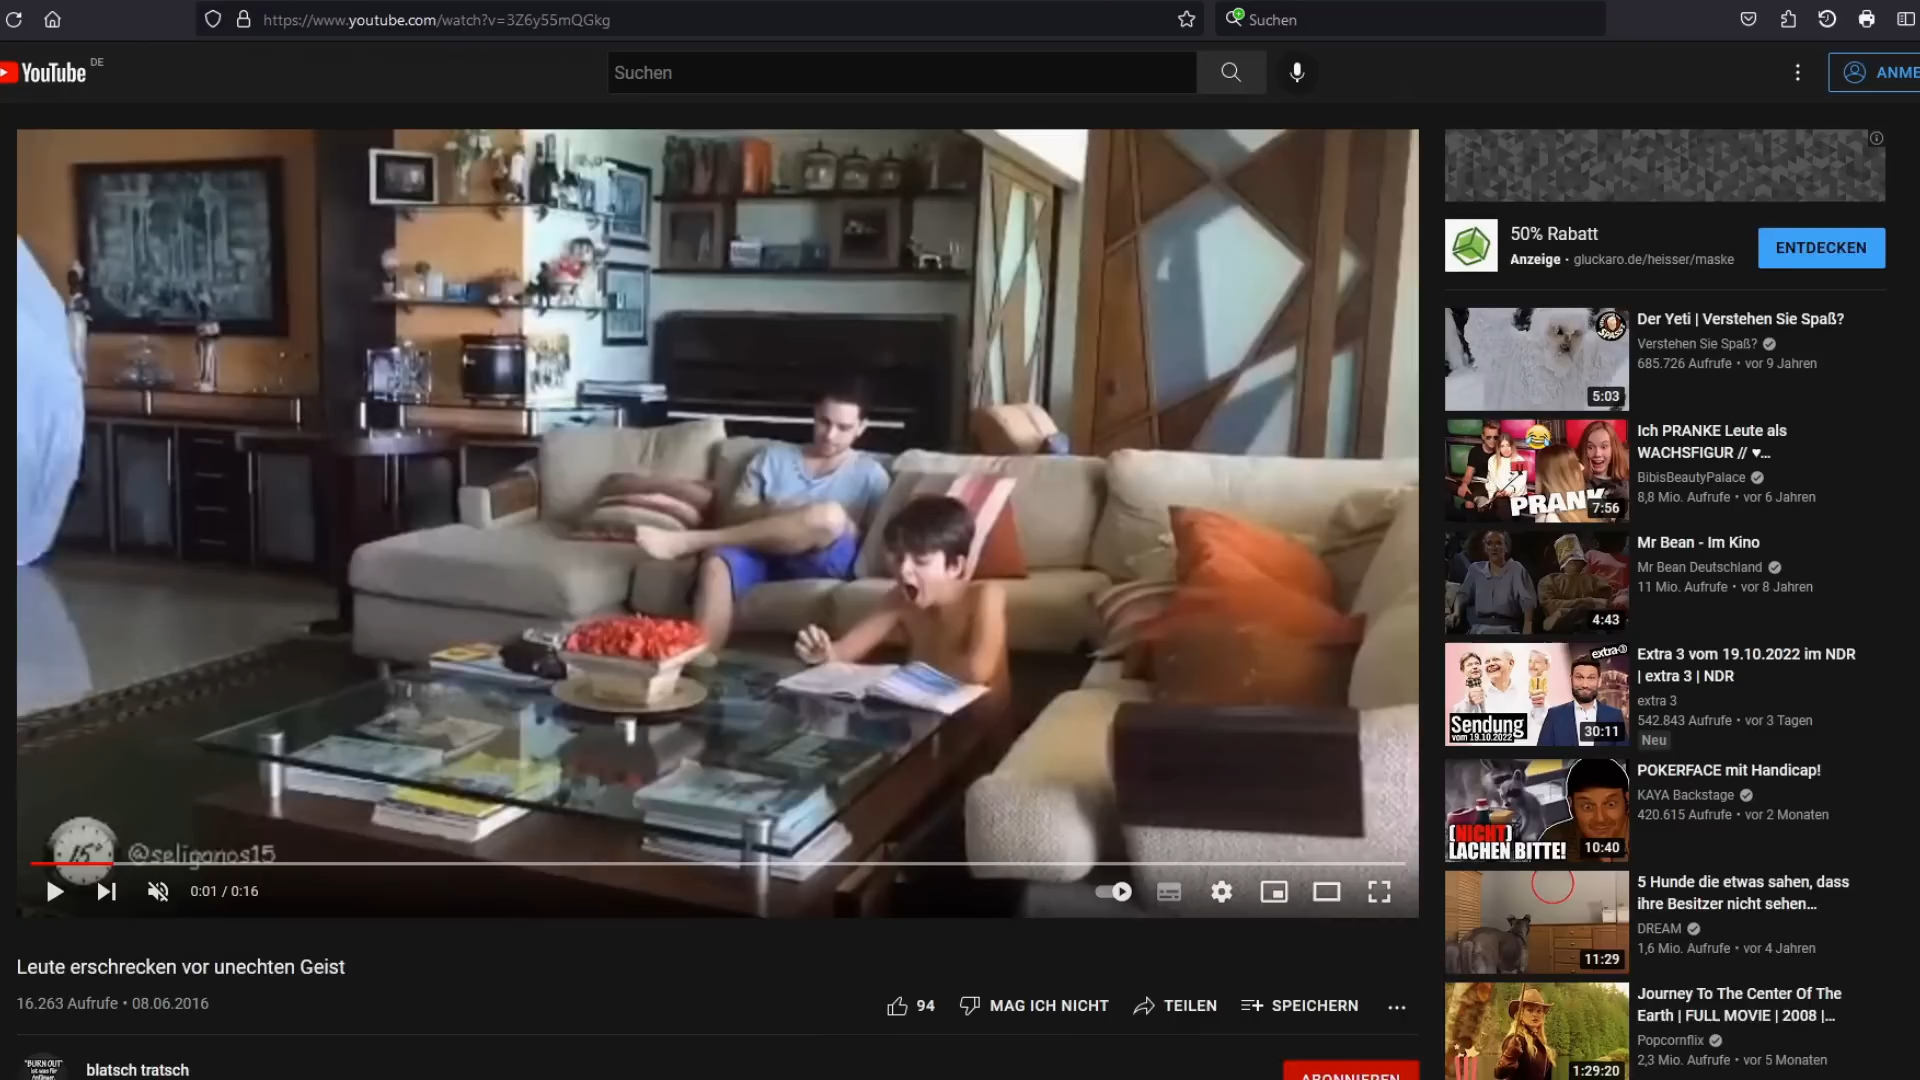 https://www.youtube.com/watch?v=3Z6y55mQGkg
Suchen
YouTube DE
Suchen
ANME
@seliganos15
15
0:01 / 0:16
Leute erschrecken vor unechten Geist
16.263 Aufrufe • 08.06.2016
94
MAG ICH NICHT
TEILEN
SPEICHERN
blatsch tratsch
ABONNIEREN
50% Rabatt
Anzeige • gluckaro.de/heisser/maske
ENTDECKEN
5:03
Der Yeti | Verstehen Sie Spaß?
Verstehen Sie Spaß?
685.726 Aufrufe • vor 9 Jahren
PRANK
7:56
Ich PRANKE Leute als
WACHSFIGUR // ♥...
BibisBeautyPalace
8,8 Mio. Aufrufe • vor 6 Jahren
4:43
Mr Bean - Im Kino
Mr Bean Deutschland
11 Mio. Aufrufe • vor 8 Jahren
extra 3
Sendung
vom 19.10.2022
30:11
Extra 3 vom 19.10.2022 im NDR
| extra 3 | NDR
extra 3
542.843 Aufrufe • vor 3 Tagen
Neu
(NICHT)
LACHEN BITTE!
10:40
POKERFACE mit Handicap!
KAYA Backstage
420.615 Aufrufe • vor 2 Monaten
11:29
5 Hunde die etwas sahen, dass
ihre Besitzer nicht sehen...
DREAM
1,6 Mio. Aufrufe • vor 4 Jahren
1:29:20
Journey To The Center Of The
Earth | FULL MOVIE | 2008 |...
Popcornflix
2,3 Mio. Aufrufe • vor 5 Monaten